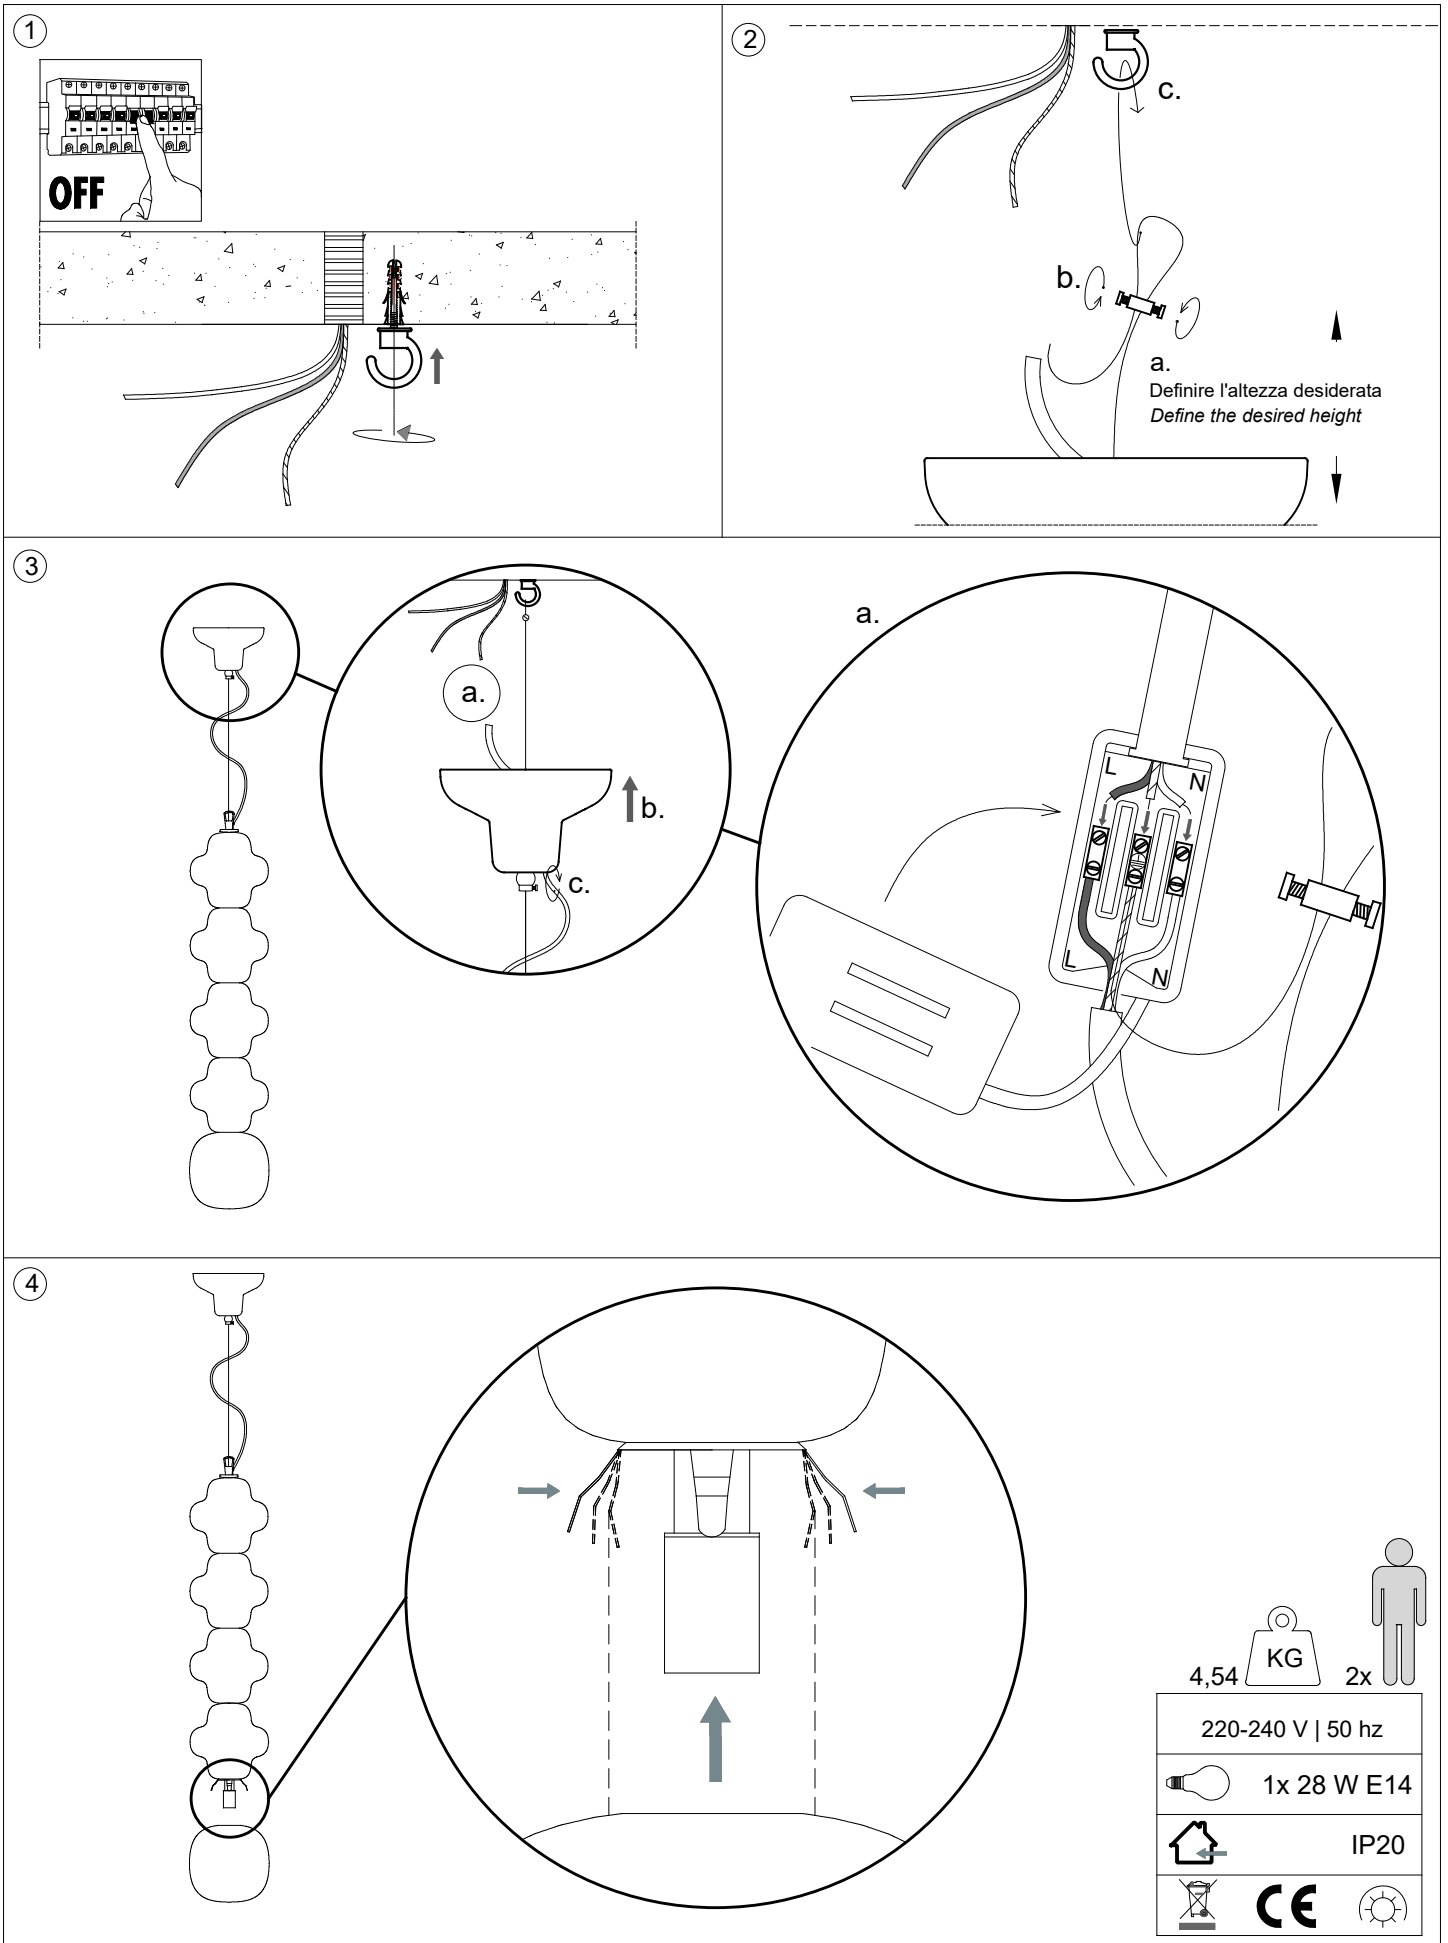 1
OFF
2
c.
b.
a.
Definire l'altezza desiderata
Define the desired height
3
a.
b.
c.
a.
L
N
L
N
4
4,54
KG
2x
220-240 V | 50 hz
1x 28 W E14
IP20
CE